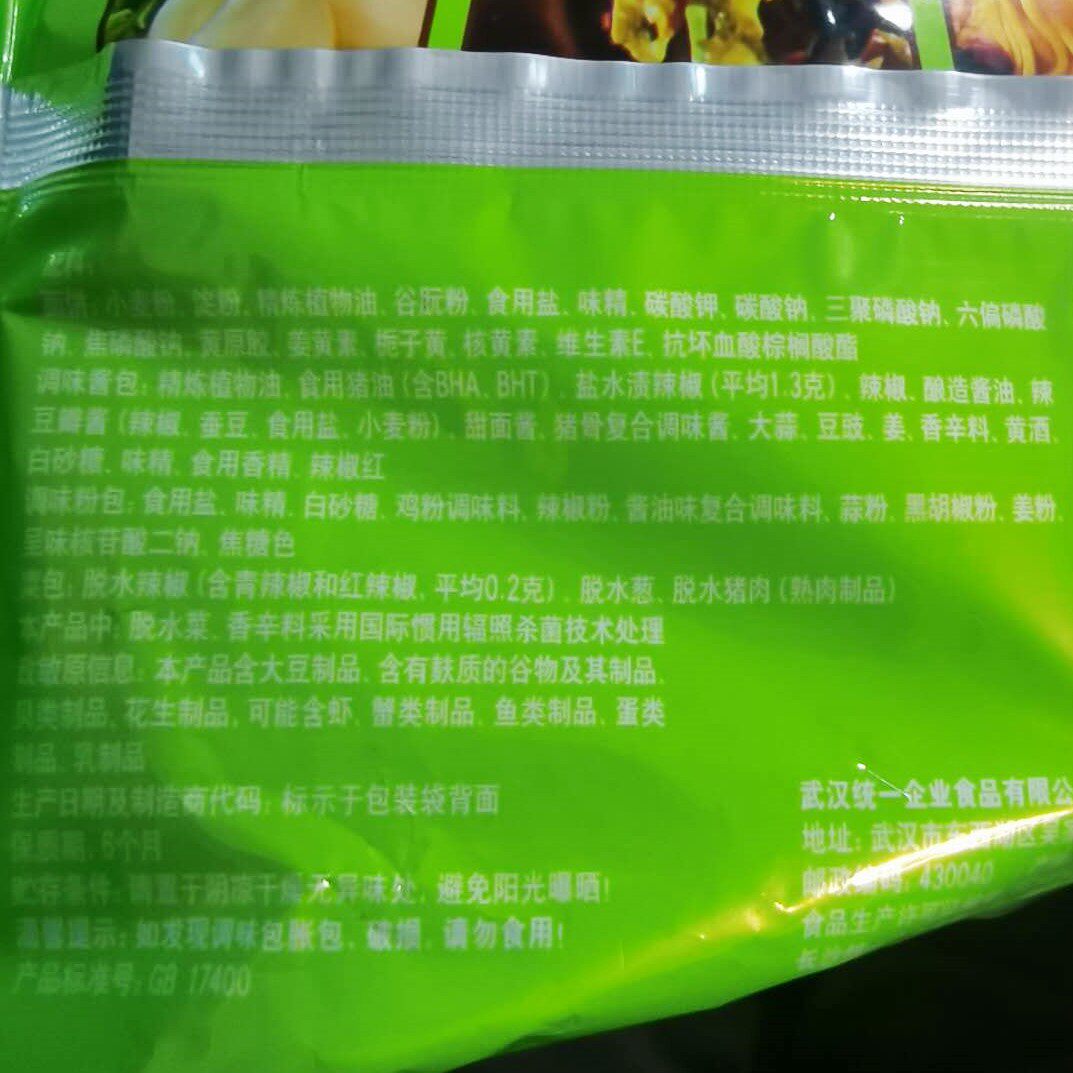 小麦粉、淀粉、精炼植物油、谷朊粉、食用盐、味精、碳酸钾、碳酸钠、三聚磷酸钠、六偏磷酸
钠、焦磷酸钠、黄原胶、姜黄素、栀子黄、核黄素、维生素E、抗坏血酸棕榈酸酯
调味酱包：精炼植物油、食用猪油（含BHA、BHT）、盐水渍辣椒（平均1.3克）、辣椒、酿造酱油、辣
豆瓣酱（辣椒、蚕豆、食用盐、小麦粉）、甜面酱、猪骨复合调味酱、大蒜、豆豉、姜、香辛料、黄酒、
白砂糖、味精、食用香精、辣椒红
调味粉包：食用盐、味精、白砂糖、鸡粉调味料、辣椒粉、酱油味复合调味料、蒜粉、黑胡椒粉、姜粉、
呈味核苷酸二钠、焦糖色
包：脱水辣椒（含青辣椒和红辣椒，平均0.2克）、脱水葱、脱水猪肉（熟肉制品）
本产品中：脱水菜、香辛料采用国际惯用辐照杀菌技术处理
致敏原信息：本产品含大豆制品、含有麸质的谷物及其制品、
贝类制品、花生制品，可能含虾、蟹类制品、鱼类制品、蛋类
制品、乳制品
生产日期及制造商代码：标示于包装袋背面
保质期：6个月
贮存条件：请置于阴凉干燥无异味处，避免阳光曝晒！
温馨提示：如发现调味包胀包、破损，请勿食用！
产品标准号：GB 17400
武汉统一企业食品有限公
地址：武汉市东西湖区
邮政编码：430040
食品生产许可